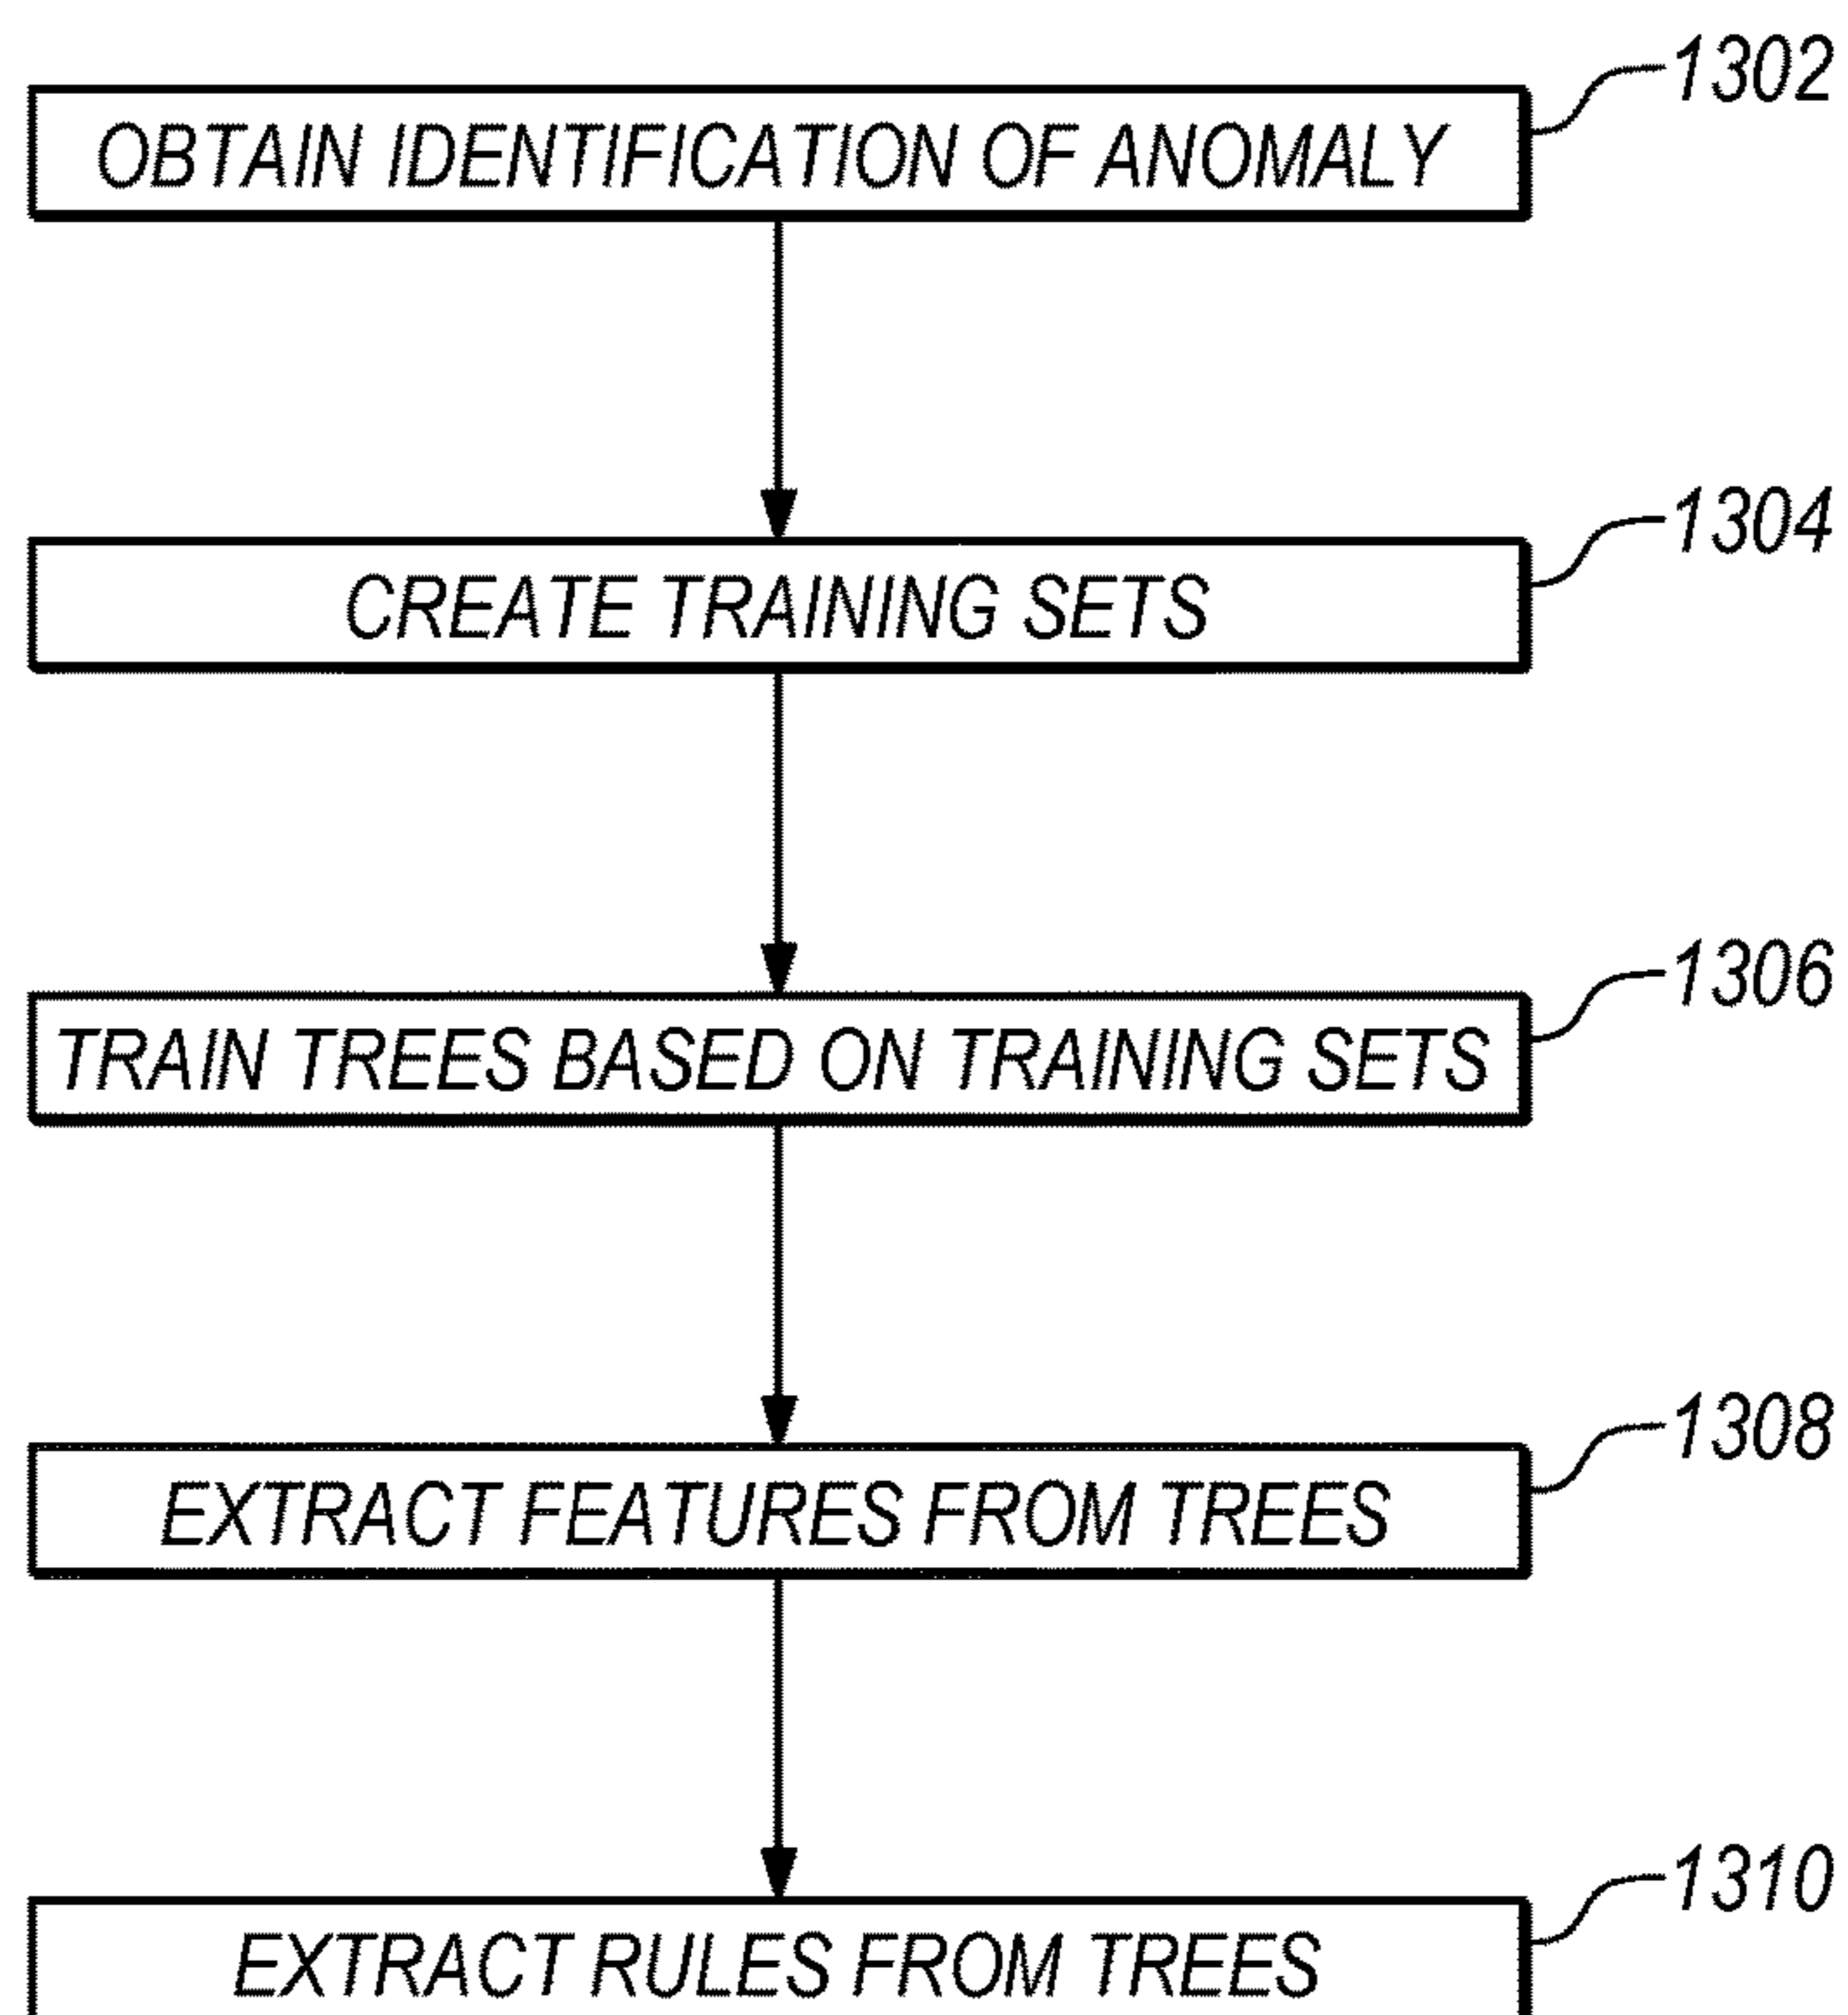 1302
OBTAIN IDENTIFICATION OF ANOMALY
1304
CREATE TRAINING SETS
1306
TRAIN TREES BASED ON TRAINING SETS
1308
EXTRACT FEATURES FROM TREES
1310
EXTRACT RULES FROM TREES